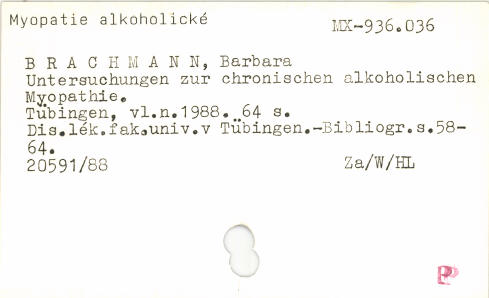 Myopatie alkoholické
MX-936.036
B R A C H M A N N, Barbara
Untersuchungen zur chronischen alkoholischen
Myopathie.
Tübingen, vl.n.1988. 64 s.
Dis.lék.fak.univ.v Tübingen.-Bibliogr.s.58-
64.
20591/88 Za/W/HL